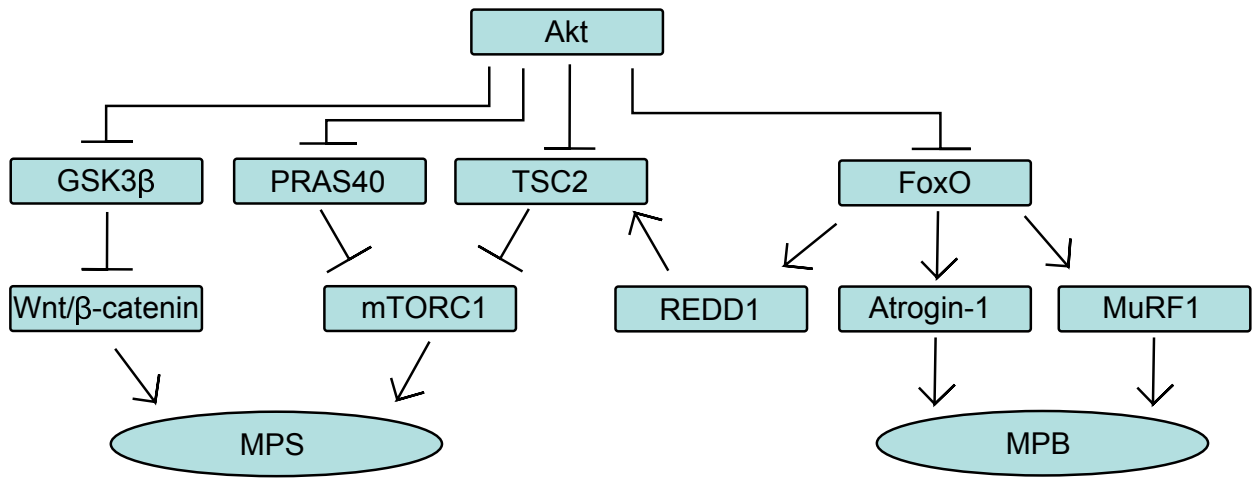 Akt
GSK3β
PRAS40
TSC2
FoxO
Wnt/β-catenin
mTORC1
REDD1
Atrogin-1
MuRF1
MPS
MPB